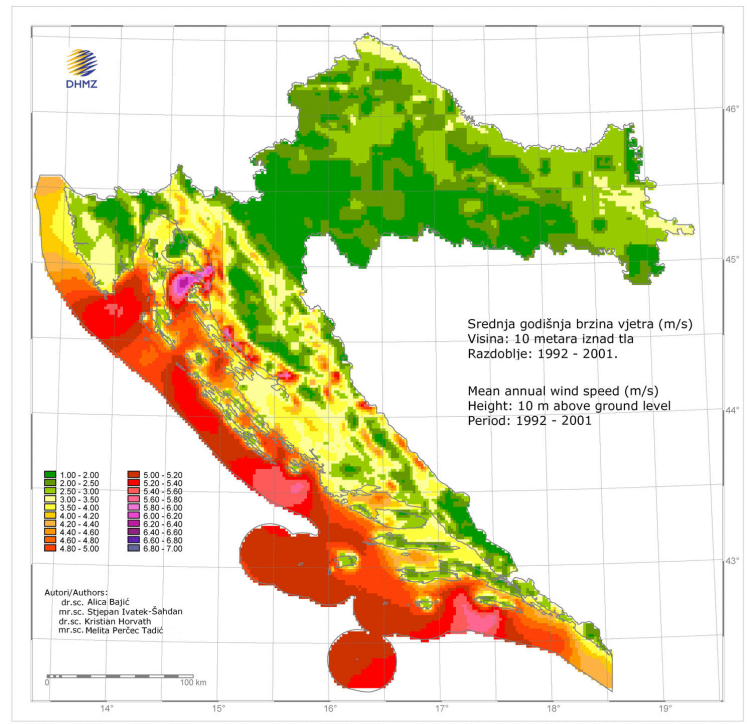 DHMZ
46°
45°
44°
43°
Srednja godišnja brzina vjetra (m/s)
Visina: 10 metara iznad tla
Razdoblje: 1992 - 2001.
Mean annual wind speed (m/s)
Height: 10 m above ground level
Period: 1992 - 2001
1.00 - 2.00
2.00 - 2.50
2.50 - 3.00
3.00 - 3.50
3.50 - 4.00
4.00 - 4.20
4.20 - 4.40
4.40 - 4.60
4.60 - 4.80
4.80 - 5.00
5.00 - 5.20
5.20 - 5.40
5.40 - 5.60
5.60 - 5.80
5.80 - 6.00
6.00 - 6.20
6.20 - 6.40
6.40 - 6.60
6.60 - 6.80
6.80 - 7.00
Autori/Authors:
dr.sc. Alica Bajić
mr.sc. Stjepan Ivatek-Šahdan
dr.sc. Kristian Horvath
mr.sc. Melita Perčec Tadić
0 100 km
14° 15° 16° 17° 18° 19°